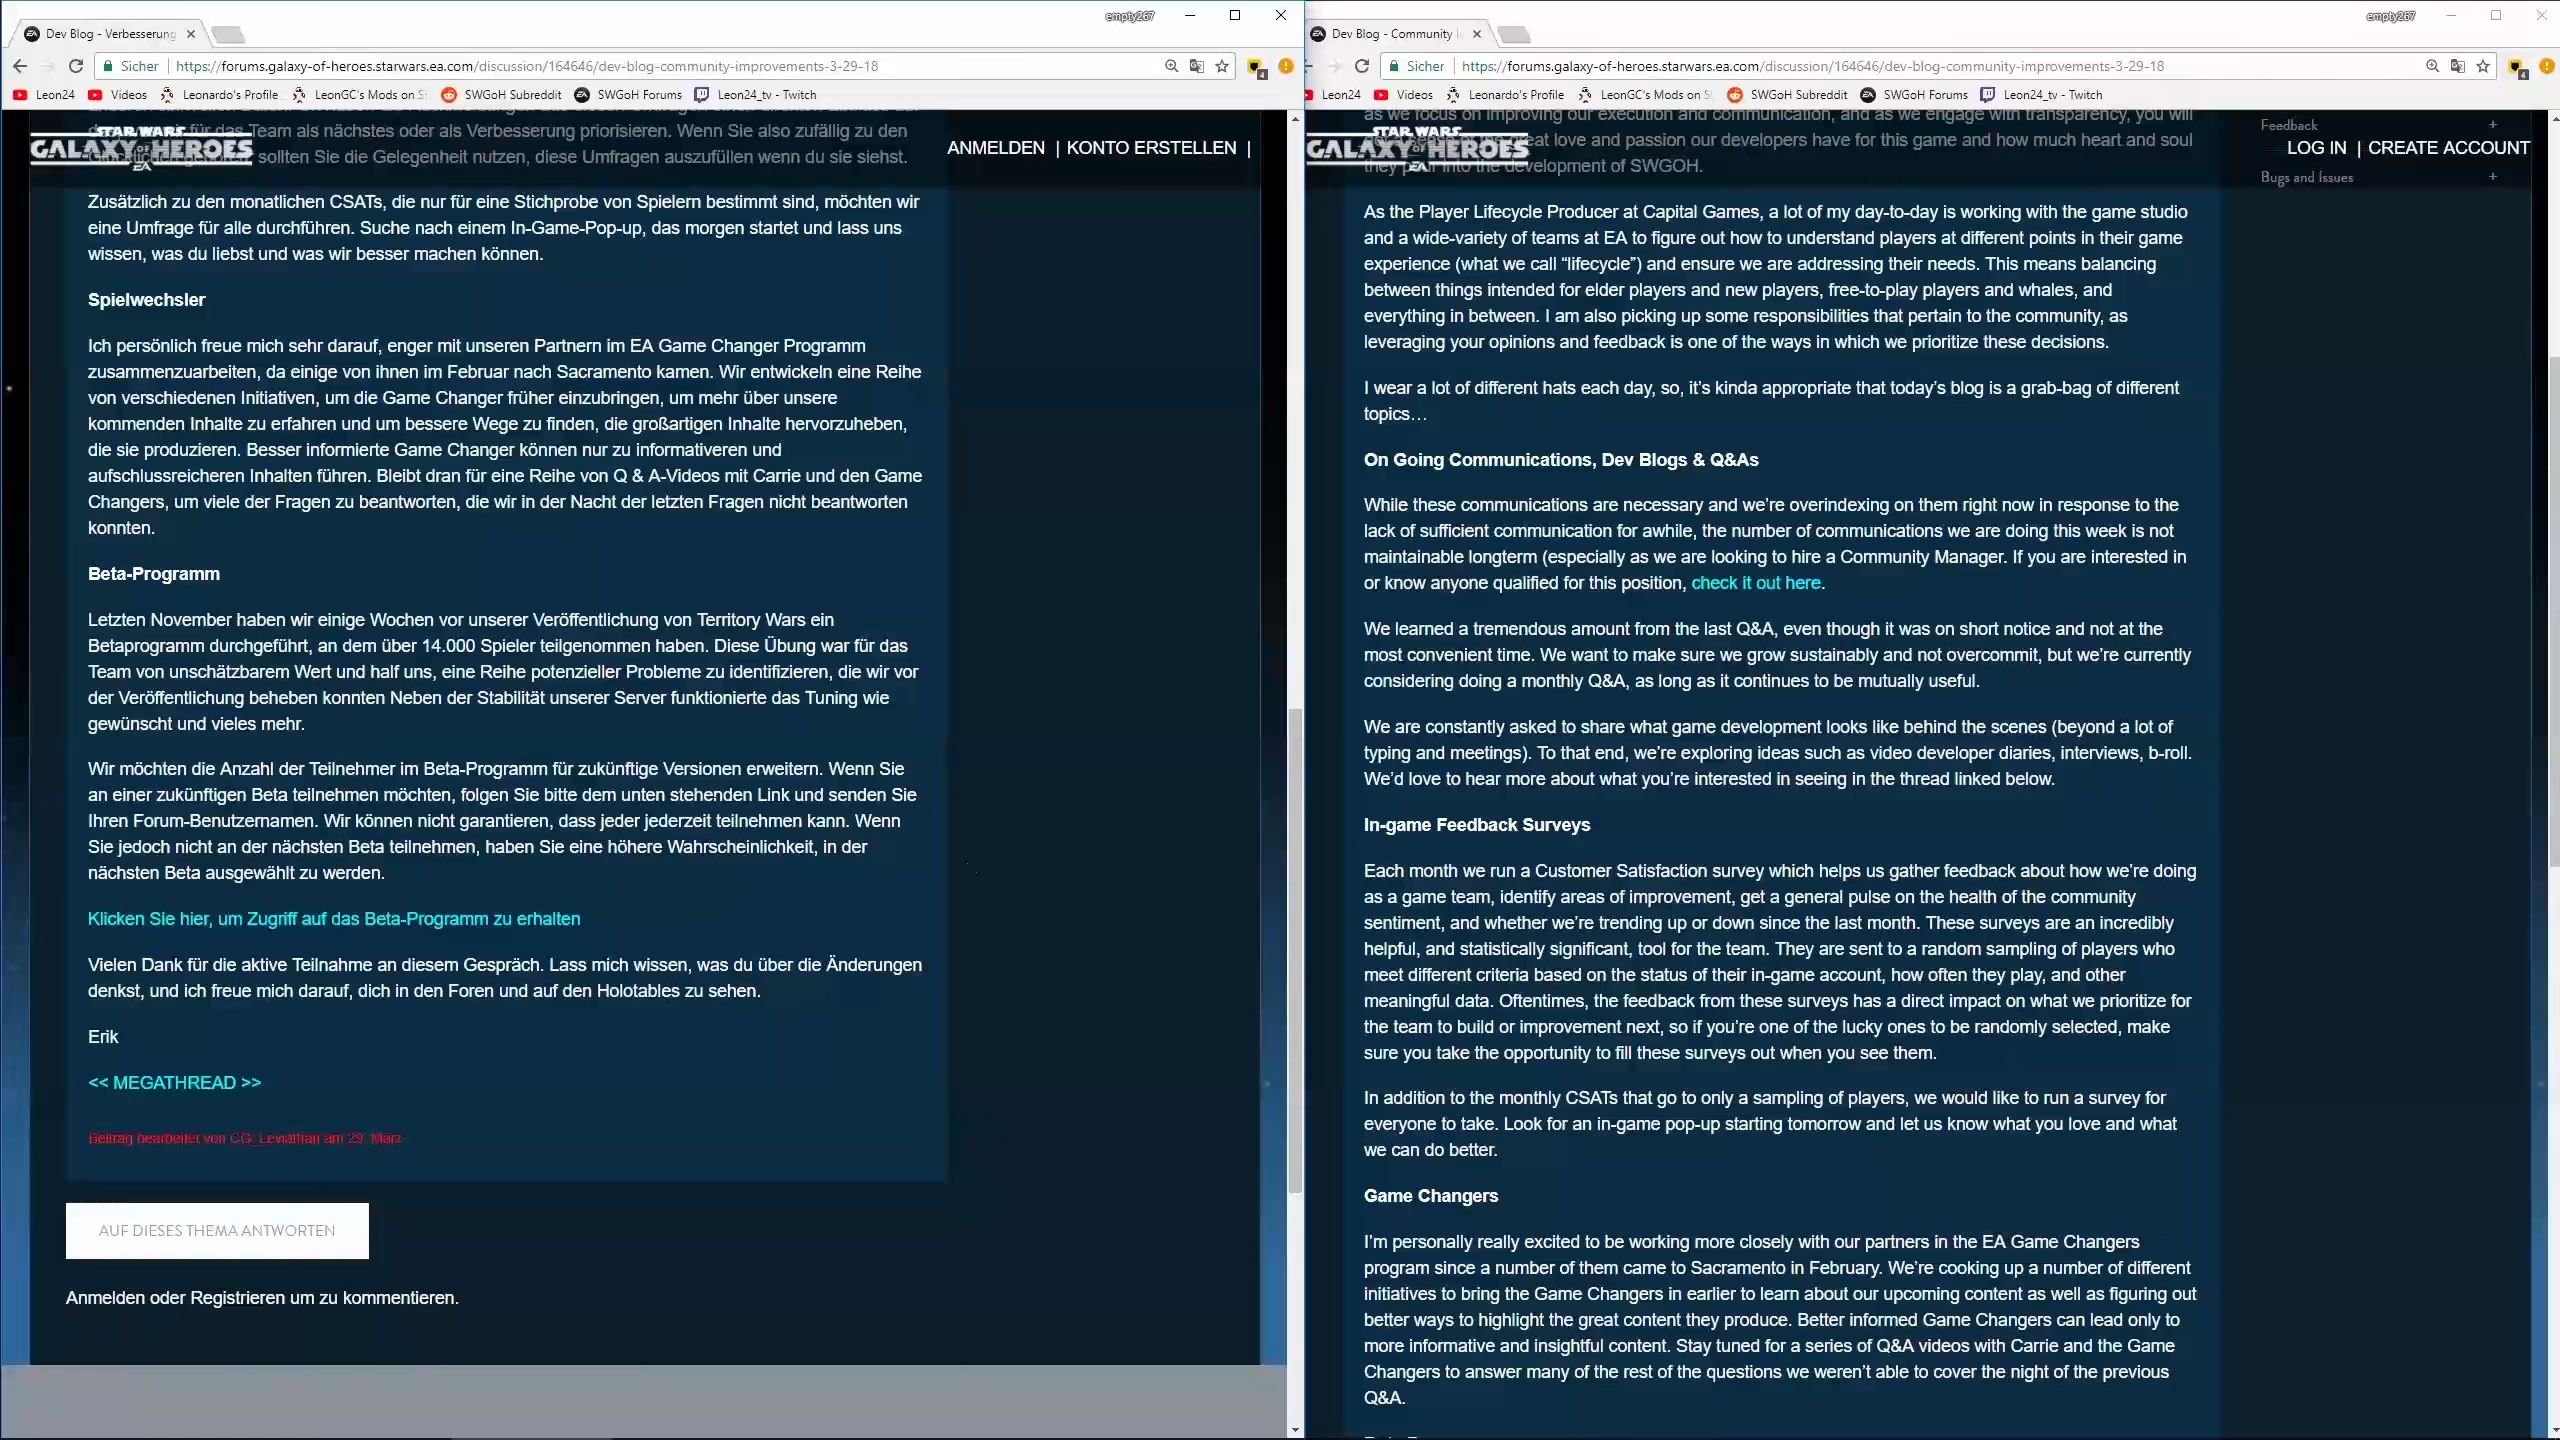 empty267
Dev Blog - Verbesserung
Sicher
https://forums.galaxy-of-heroes.starwars.ea.com/discussion/164646/dev-blog-community-improvements-3-29-18
Leon24 Videos Leonardo's Profile LeonGC's Mods on SWGoH Subreddit SWGoH Forums Leon24_tv - Twitch
STAR WARS
GALAXY OF HEROES
EA
ANMELDEN | KONTO ERSTELLEN |
für das Team als nächstes oder als Verbesserung priorisieren. Wenn Sie also zufällig zu den
sollten Sie die Gelegenheit nutzen, diese Umfragen auszufüllen wenn du sie siehst.
Zusätzlich zu den monatlichen CSATs, die nur für eine Stichprobe von Spielern bestimmt sind, möchten wir
eine Umfrage für alle durchführen. Suche nach einem In-Game-Pop-up, das morgen startet und lass uns
wissen, was du liebst und was wir besser machen können.
Spielwechsler
Ich persönlich freue mich sehr darauf, enger mit unseren Partnern im EA Game Changer Programm
zusammenzuarbeiten, da einige von ihnen im Februar nach Sacramento kamen. Wir entwickeln eine Reihe
von verschiedenen Initiativen, um die Game Changer früher einzubringen, um mehr über unsere
kommenden Inhalte zu erfahren und um bessere Wege zu finden, die großartigen Inhalte hervorzuheben,
die sie produzieren. Besser informierte Game Changer können nur zu informativeren und
aufschlussreicheren Inhalten führen. Bleibt dran für eine Reihe von Q & A-Videos mit Carrie und den Game
Changers, um viele der Fragen zu beantworten, die wir in der Nacht der letzten Fragen nicht beantworten
konnten.
Beta-Programm
Letzten November haben wir einige Wochen vor unserer Veröffentlichung von Territory Wars ein
Betaprogramm durchgeführt, an dem über 14.000 Spieler teilgenommen haben. Diese Übung war für das
Team von unschätzbarem Wert und half uns, eine Reihe potenzieller Probleme zu identifizieren, die wir vor
der Veröffentlichung beheben konnten Neben der Stabilität unserer Server funktionierte das Tuning wie
gewünscht und vieles mehr.
Wir möchten die Anzahl der Teilnehmer im Beta-Programm für zukünftige Versionen erweitern. Wenn Sie
an einer zukünftigen Beta teilnehmen möchten, folgen Sie bitte dem unten stehenden Link und senden Sie
Ihren Forum-Benutzernamen. Wir können nicht garantieren, dass jeder jederzeit teilnehmen kann. Wenn
Sie jedoch nicht an der nächsten Beta teilnehmen, haben Sie eine höhere Wahrscheinlichkeit, in der
nächsten Beta ausgewählt zu werden.
Klicken Sie hier, um Zugriff auf das Beta-Programm zu erhalten
Vielen Dank für die aktive Teilnahme an diesem Gespräch. Lass mich wissen, was du über die Änderungen
denkst, und ich freue mich darauf, dich in den Foren und auf den Holotables zu sehen.
Erik
<< MEGATHREAD >>
Beitrag bearbeitet von CG_Leviathan am 29. März
AUF DIESES THEMA ANTWORTEN
Anmelden oder Registrieren um zu kommentieren.
empty267
Dev Blog - Community
Sicher
https://forums.galaxy-of-heroes.starwars.ea.com/discussion/164646/dev-blog-community-improvements-3-29-18
Leon24 Videos Leonardo's Profile LeonGC's Mods on SWGoH Subreddit SWGoH Forums Leon24_tv - Twitch
STAR WARS
GALAXY OF HEROES
EA
Feedback +
LOG IN | CREATE ACCOUNT
Bugs and Issues +
as we focus on improving our execution and communication, and as we engage with transparency, you will
great love and passion our developers have for this game and how much heart and soul
they pour into the development of SWGOH.
As the Player Lifecycle Producer at Capital Games, a lot of my day-to-day is working with the game studio
and a wide-variety of teams at EA to figure out how to understand players at different points in their game
experience (what we call “lifecycle”) and ensure we are addressing their needs. This means balancing
between things intended for elder players and new players, free-to-play players and whales, and
everything in between. I am also picking up some responsibilities that pertain to the community, as
leveraging your opinions and feedback is one of the ways in which we prioritize these decisions.
I wear a lot of different hats each day, so, it’s kinda appropriate that today’s blog is a grab-bag of different
topics…
On Going Communications, Dev Blogs & Q&As
While these communications are necessary and we’re overindexing on them right now in response to the
lack of sufficient communication for awhile, the number of communications we are doing this week is not
maintainable longterm (especially as we are looking to hire a Community Manager. If you are interested in
or know anyone qualified for this position, check it out here.
We learned a tremendous amount from the last Q&A, even though it was on short notice and not at the
most convenient time. We want to make sure we grow sustainably and not overcommit, but we’re currently
considering doing a monthly Q&A, as long as it continues to be mutually useful.
We are constantly asked to share what game development looks like behind the scenes (beyond a lot of
typing and meetings). To that end, we’re exploring ideas such as video developer diaries, interviews, b-roll.
We’d love to hear more about what you’re interested in seeing in the thread linked below.
In-game Feedback Surveys
Each month we run a Customer Satisfaction survey which helps us gather feedback about how we’re doing
as a game team, identify areas of improvement, get a general pulse on the health of the community
sentiment, and whether we’re trending up or down since the last month. These surveys are an incredibly
helpful, and statistically significant, tool for the team. They are sent to a random sampling of players who
meet different criteria based on the status of their in-game account, how often they play, and other
meaningful data. Oftentimes, the feedback from these surveys has a direct impact on what we prioritize for
the team to build or improvement next, so if you’re one of the lucky ones to be randomly selected, make
sure you take the opportunity to fill these surveys out when you see them.
In addition to the monthly CSATs that go to only a sampling of players, we would like to run a survey for
everyone to take. Look for an in-game pop-up starting tomorrow and let us know what you love and what
we can do better.
Game Changers
I’m personally really excited to be working more closely with our partners in the EA Game Changers
program since a number of them came to Sacramento in February. We’re cooking up a number of different
initiatives to bring the Game Changers in earlier to learn about our upcoming content as well as figuring out
better ways to highlight the great content they produce. Better informed Game Changers can lead only to
more informative and insightful content. Stay tuned for a series of Q&A videos with Carrie and the Game
Changers to answer many of the rest of the questions we weren’t able to cover the night of the previous
Q&A.